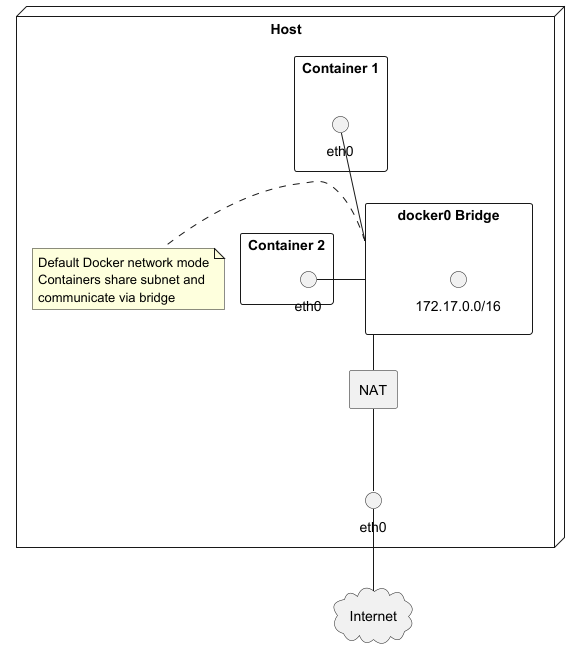 Host
Container 1
eth0
docker0 Bridge
172.17.0.0/16
Container 2
eth0
Default Docker network mode
Containers share subnet and
communicate via bridge
NAT
eth0
Internet